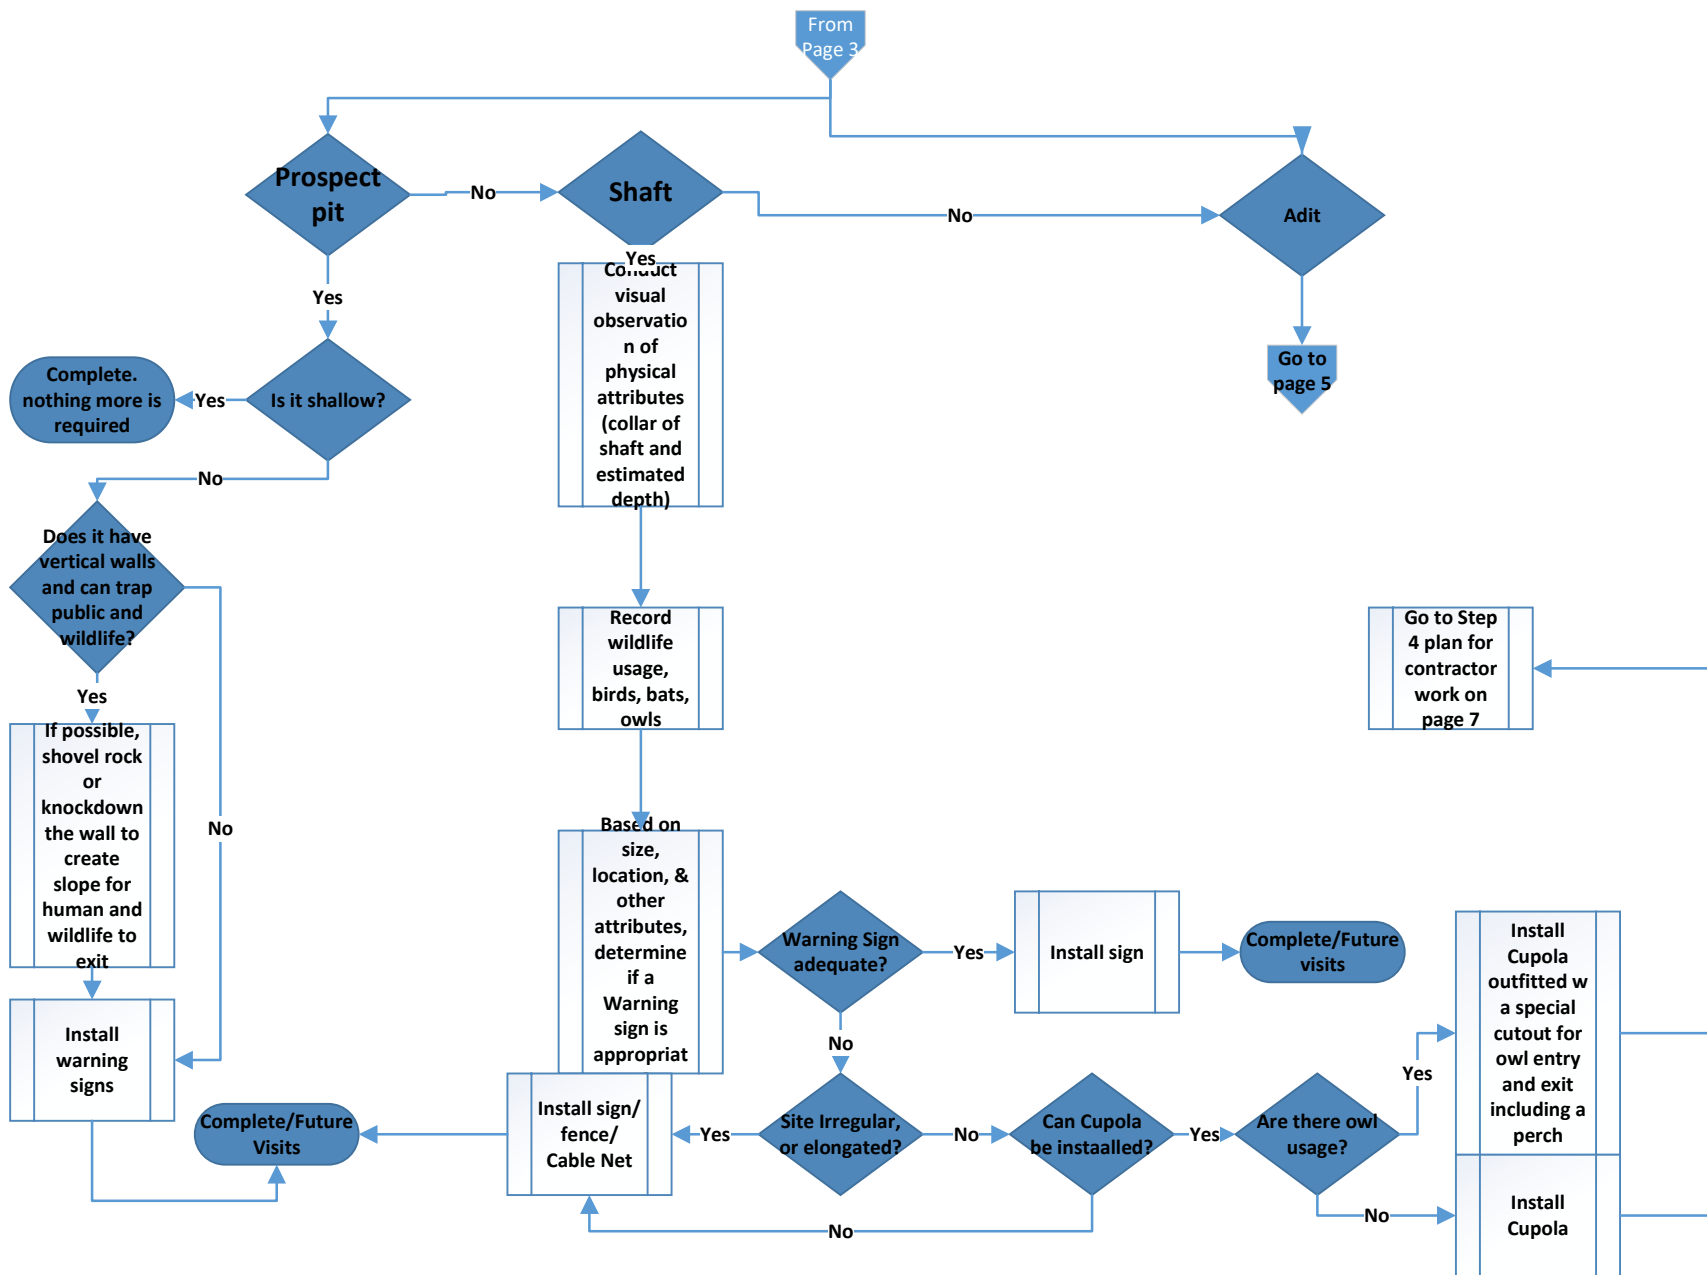 From
Page 3
Prospect
pit
No
Shaft
No
Adit
Yes
Conduct
visual
observatio
n of
physical
attributes
(collar of
shaft and
estimated
depth)
Yes
Go to
page 5
Is it shallow?
Yes
Complete.
nothing more is
required
No
Does it have
vertical walls
and can trap
public and
wildlife?
Yes
If possible,
shovel rock
or
knockdown
the wall to
create
slope for
human and
wildlife to
exit
No
Install
warning
signs
Complete/Future
Visits
Record
wildlife
usage,
birds, bats,
owls
Go to Step
4 plan for
contractor
work on
page 7
Based on
size,
location, &
other
attributes,
determine
if a
Warning
sign is
appropriat
Warning Sign
adequate?
Yes
Install sign
Complete/Future
visits
No
Site Irregular,
or elongated?
Yes
Install sign/
fence/
Cable Net
No
Can Cupola
be instaalled?
Yes
Are there owl
usage?
Yes
Install
Cupola
outfitted w
a special
cutout for
owl entry
and exit
including a
perch
No
Install
Cupola
No